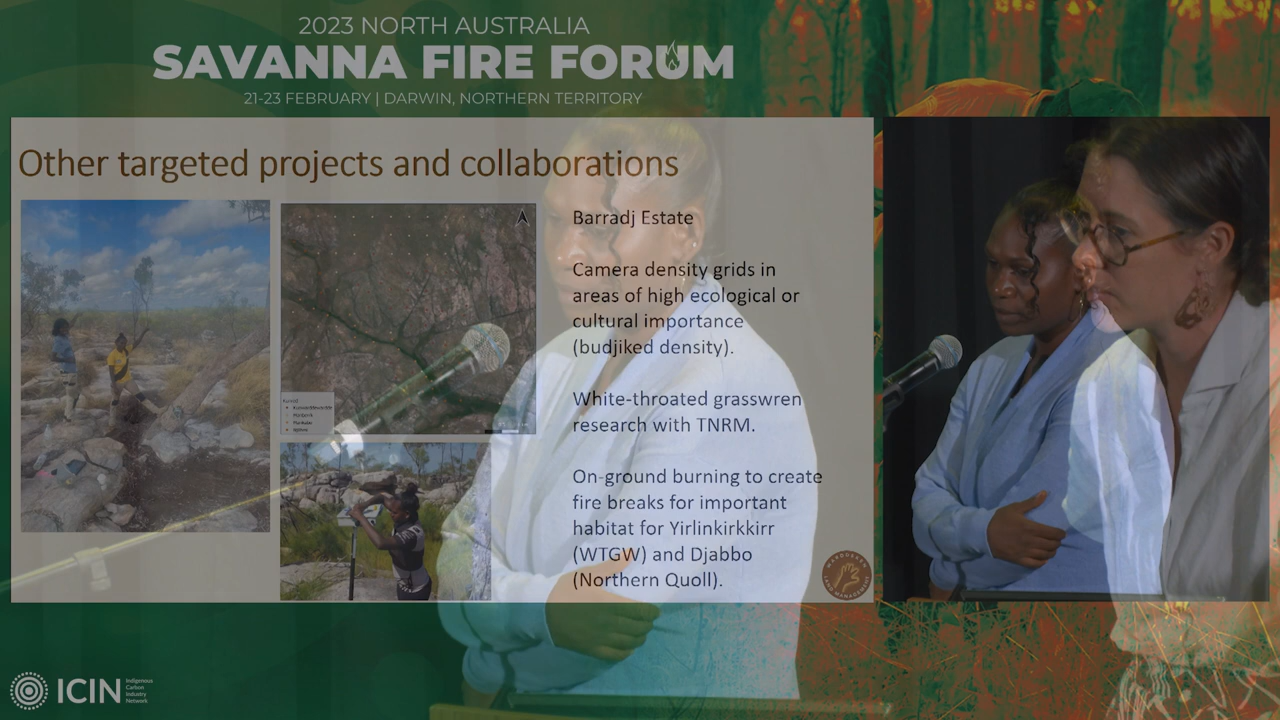 2023 NORTH AUSTRALIA
SAVANNA FIRE FORUM
21-23 FEBRUARY | DARWIN, NORTHERN TERRITORY
Other targeted projects and collaborations
Barradj Estate
Camera density grids in
areas of high ecological or
cultural importance
(budjiked density).
White-throated grasswren
research with TNRM.
On-ground burning to create
fire breaks for important
habitat for Yirlinkirkkirr
(WTGW) and Djabbo
(Northern Quoll).
WARDDEKEN
LAND MANAGEMENT
ICIN
Indigenous
Carbon
Industry
Network